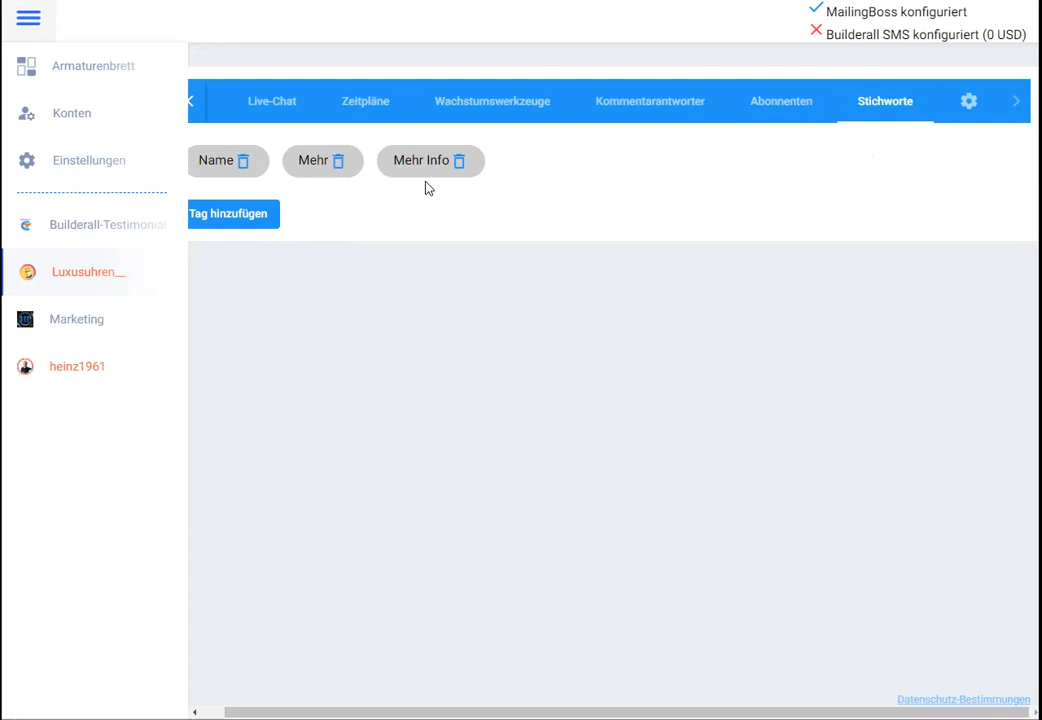 MailingBoss konfiguriert
Builderall SMS konfiguriert (0 USD)
Armaturenbrett
Konten
Einstellungen
Builderall-Testimonial
Luxusuhren__
Marketing
heinz1961
Live-Chat
Zeitpläne
Wachstumswerkzeuge
Kommentarantworter
Abonnenten
Stichworte
Name
Mehr
Mehr Info
Tag hinzufügen
Datenschutz-Bestimmungen